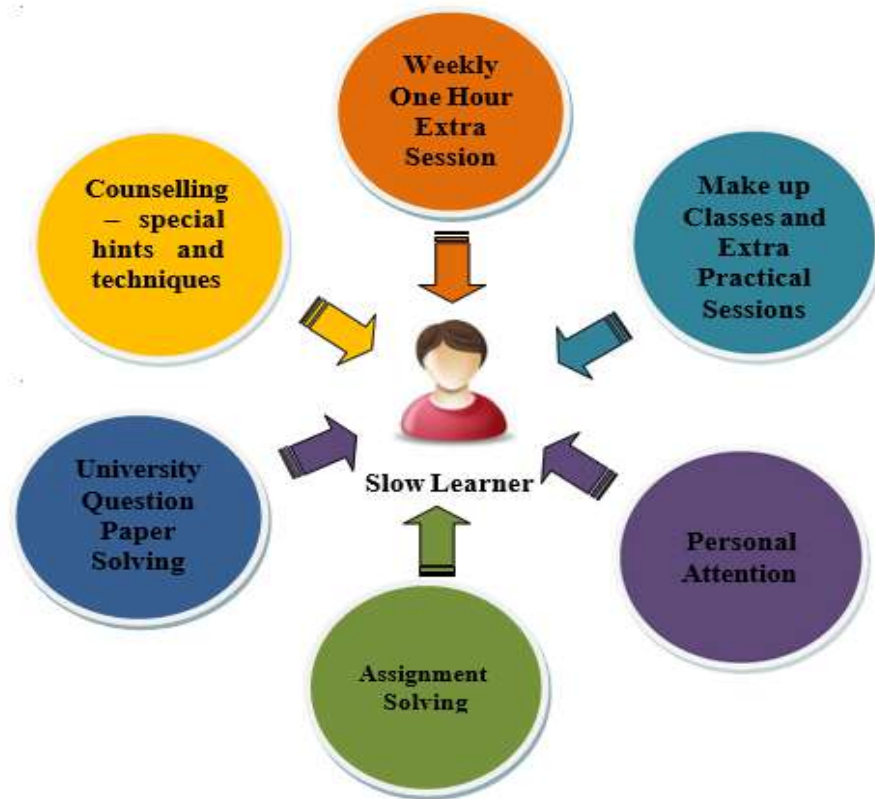 Weekly
One Hour
Extra
Session
Counselling
– special
hints and
techniques
Make up
Classes and
Extra
Practical
Sessions
University
Question
Paper
Solving
Slow Learner
Personal
Attention
Assignment
Solving